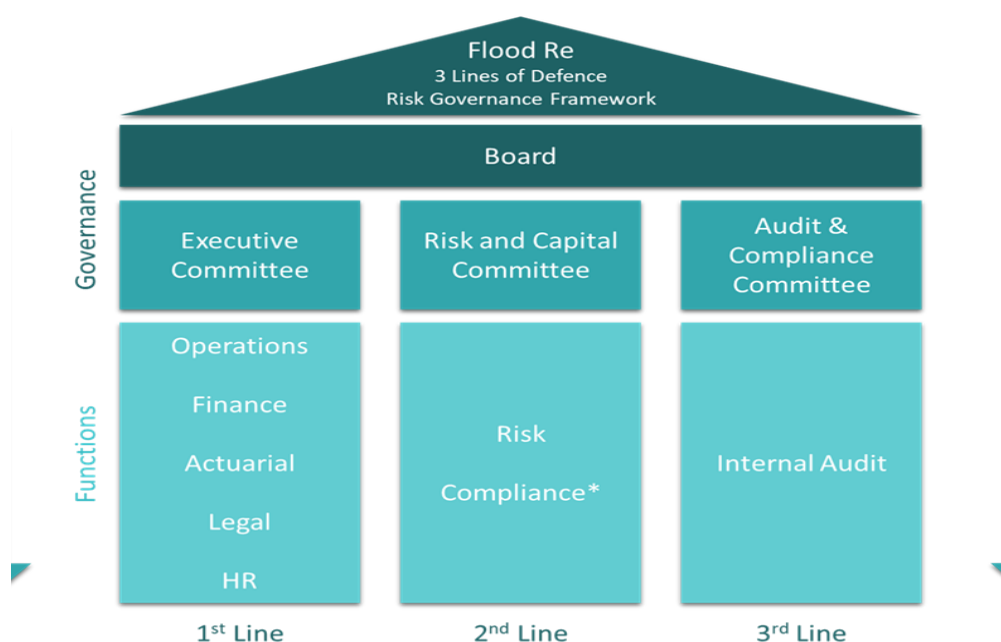 Flood Re
3 Lines of Defence
Risk Governance Framework
Board
Governance
Executive
Committee
Risk and Capital
Committee
Audit &
Compliance
Committee
Functions
Operations
Finance
Actuarial
Legal
HR
Risk
Compliance*
Internal Audit
1st Line
2nd Line
3rd Line